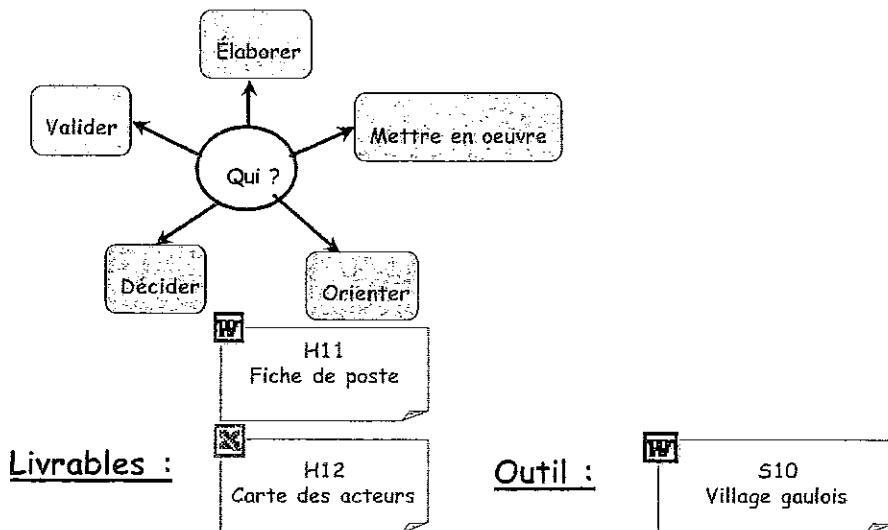 Élaborer
Valider
Mettre en oeuvre
Qui ?
Décider
Orienter
W
H11
Fiche de poste
X
Livrables :
H12
Carte des acteurs
Outil :
W
S10
Village gaulois